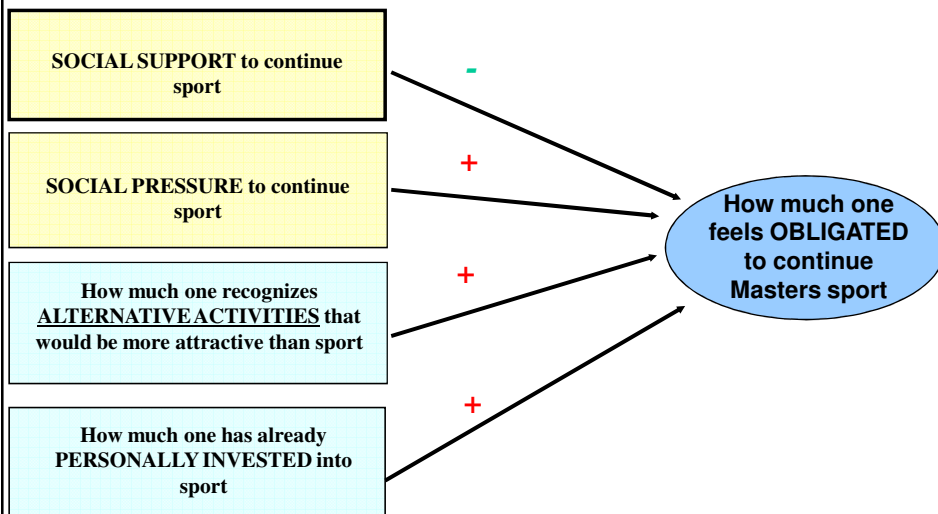 SOCIAL SUPPORT to continue
sport
-
SOCIAL PRESSURE to continue
sport
+
How much one recognizes
ALTERNATIVE ACTIVITIES that
would be more attractive than sport
+
How much one has already
PERSONALLY INVESTED into
sport
+
How much one
feels OBLIGATED
to continue
Masters sport